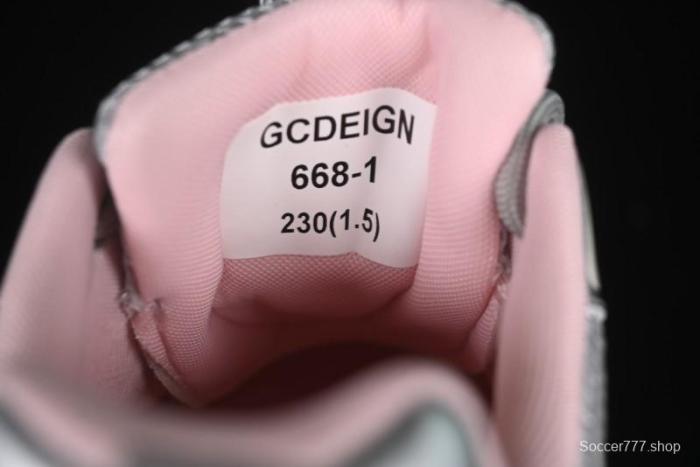 GCDEIGN
668-1
230(1.5)
Soccer777.shop